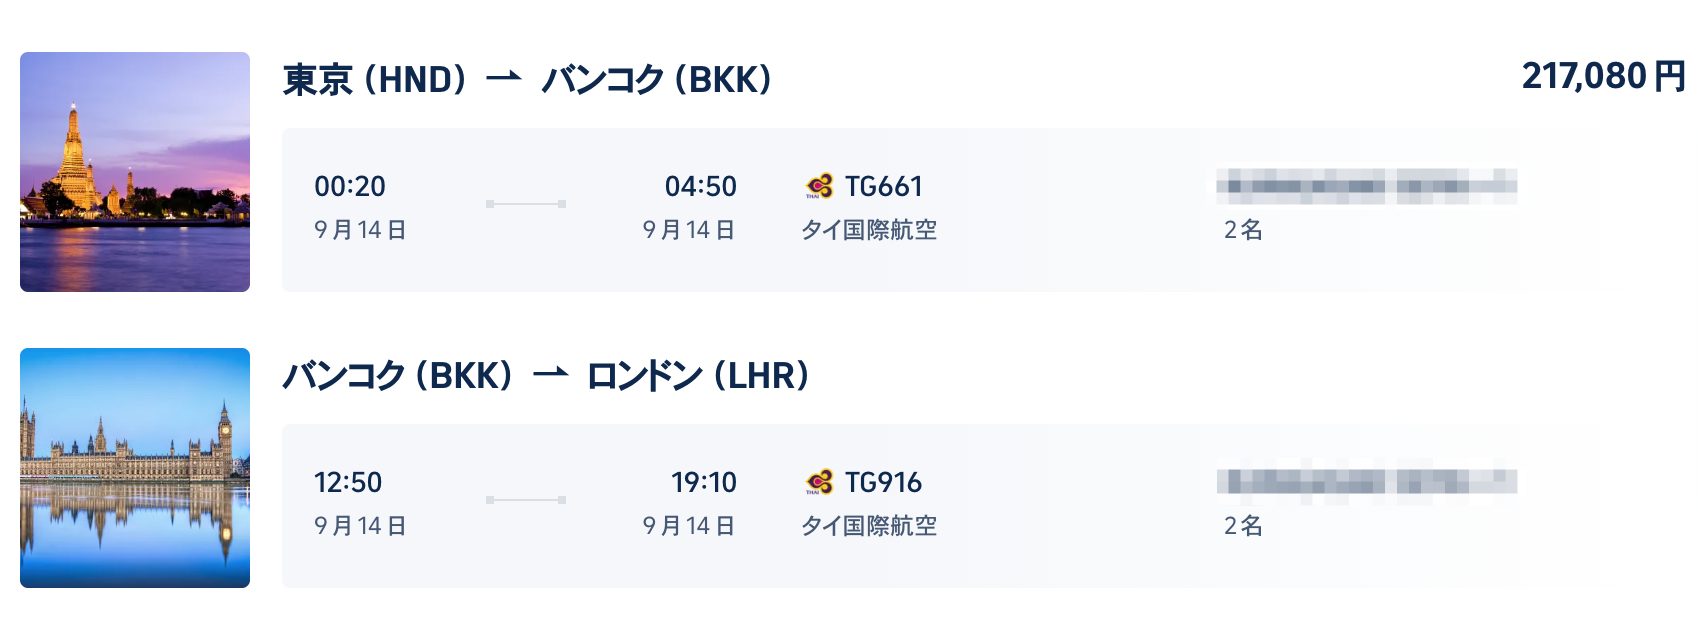 東京 (HND) → バンコク (BKK)
217,080 円
00:20
04:50
THAI
TG661
9月14日
9月14日
タイ国際航空
2名
バンコク (BKK) → ロンドン (LHR)
12:50
19:10
THAI
TG916
9月14日
9月14日
タイ国際航空
2名